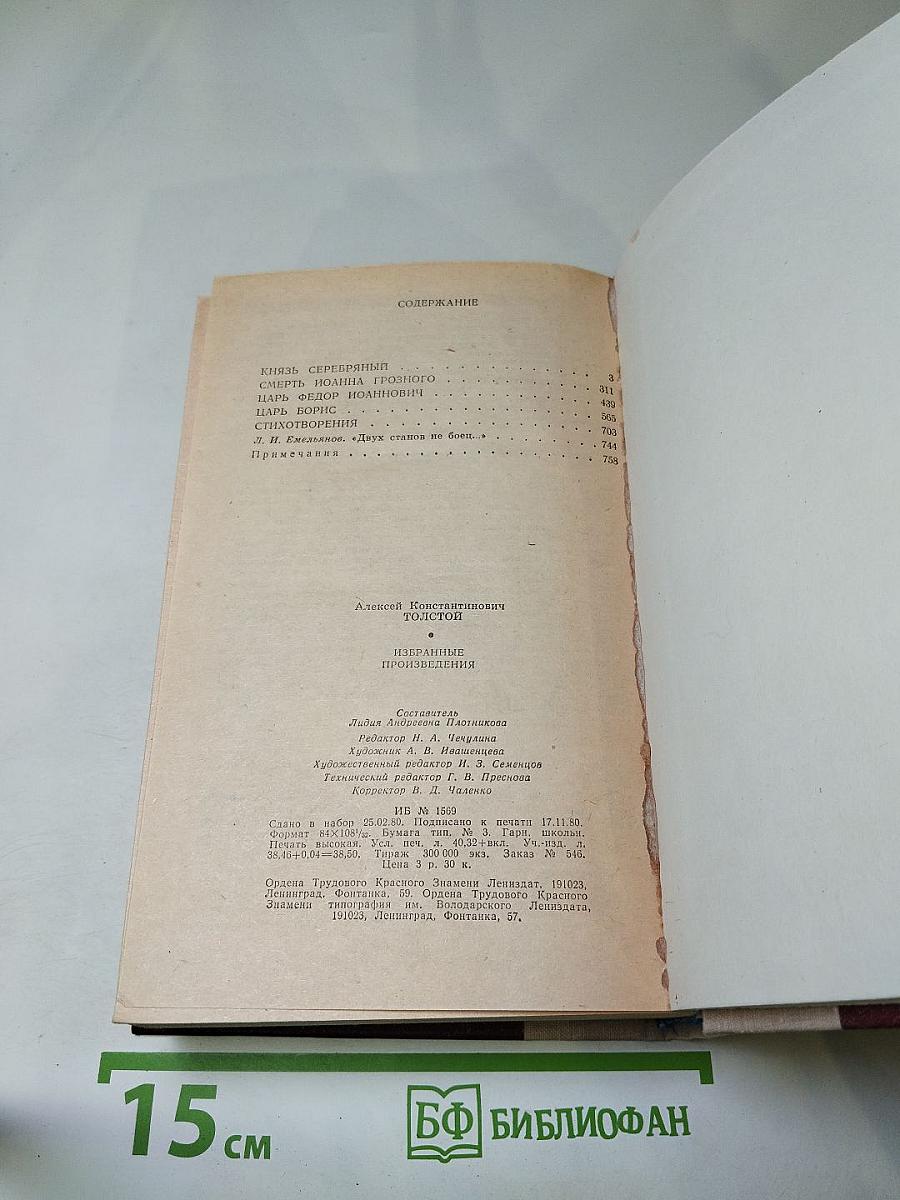 СОДЕРЖАНИЕ
КНЯЗЬ СЕРЕБРЯНЫЙ . . . . . . . . . . . . . . . 3
СМЕРТЬ ИОАННА ГРОЗНОГО . . . . . . . . . . . 311
ЦАРЬ ФЕДОР ИОАННОВИЧ . . . . . . . . . . . . 439
ЦАРЬ БОРИС . . . . . . . . . . . . . . . . . . 565
СТИХОТВОРЕНИЯ . . . . . . . . . . . . . . . . 703
Л. И. Емельянов. «Двух станов не боец...» . . . . . . . . 744
Примечания . . . . . . . . . . . . . . . . . . 758
Алексей Константинович
ТОЛСТОЙ
ИЗБРАННЫЕ
ПРОИЗВЕДЕНИЯ
Составитель
Лидия Андреевна Плотникова
Редактор Н. А. Чечулина
Художник А. В. Ивашенцева
Художественный редактор И. З. Семенцов
Технический редактор Г. В. Преснова
Корректор В. Д. Чаленко
ИБ № 1569
Сдано в набор 25.02.80. Подписано к печати 17.11.80.
Формат 84×108¹/₃₂. Бумага тип. № 3. Гарн. школьн.
Печать высокая. Усл. печ. л. 40,32+вкл. Уч.-изд. л.
38,46+0,04=38,50. Тираж 300 000 экз. Заказ № 546.
Цена 3 р. 30 к.
Ордена Трудового Красного Знамени Лениздат, 191023,
Ленинград, Фонтанка, 59. Ордена Трудового Красного
Знамени типография им. Володарского Лениздата,
191023, Ленинград, Фонтанка, 57.
15 см
БФ БИБЛИОФАН